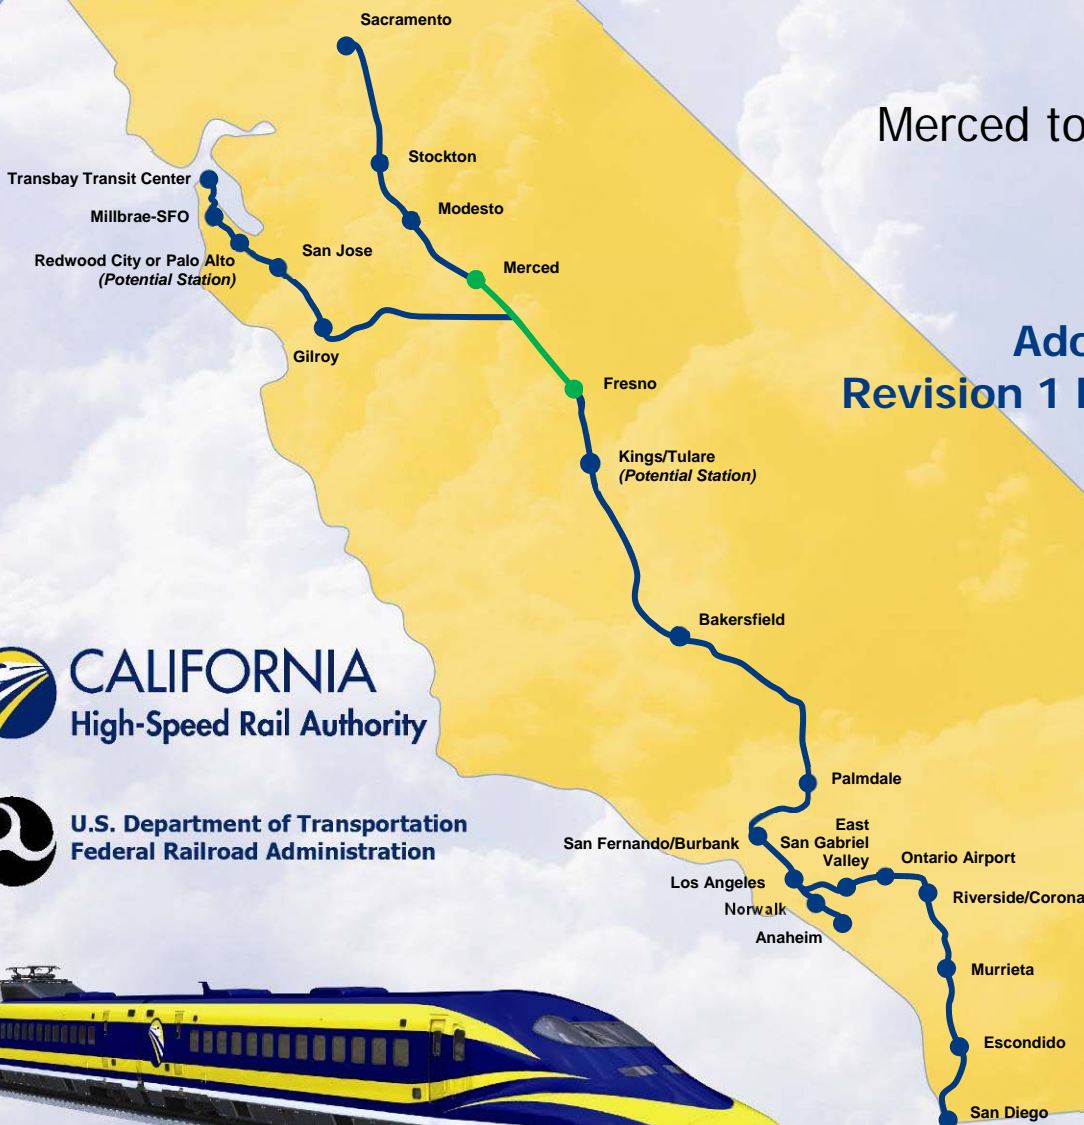 Sacramento
Merced to
Stockton
Transbay Transit Center
Modesto
Millbrae-SFO
San Jose
Redwood City or Palo Alto
(Potential Station)
Merced
Gilroy
Ado
Revision 1
Fresno
Kings/Tulare
(Potential Station)
Bakersfield
CALIFORNIA
High-Speed Rail Authority
Palmdale
U.S. Department of Transportation
Federal Railroad Administration
San Fernando/Burbank
East
San Gabriel
Valley
Ontario Airport
Los Angeles
Riverside/Corona
Norwalk
Anaheim
Murrieta
Escondido
San Diego